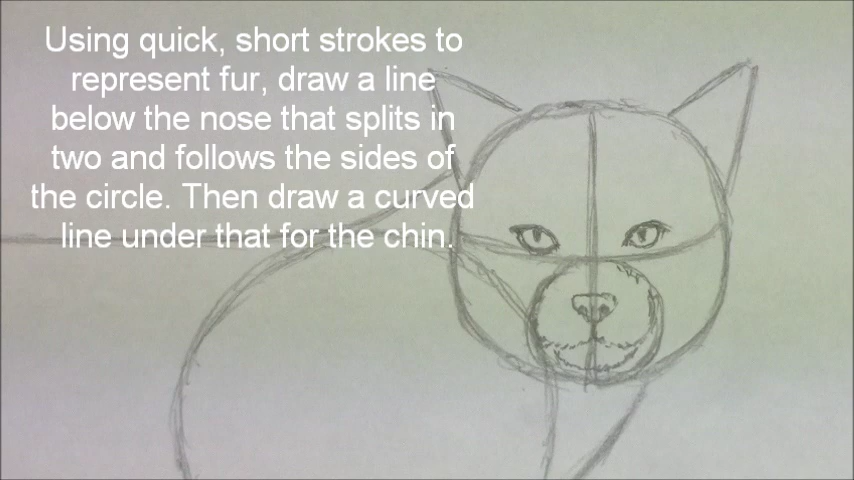 Using quick, short strokes to
represent fur, draw a line
below the nose that splits in
two and follows the sides of
the circle. Then draw a curved
line under that for the chin.